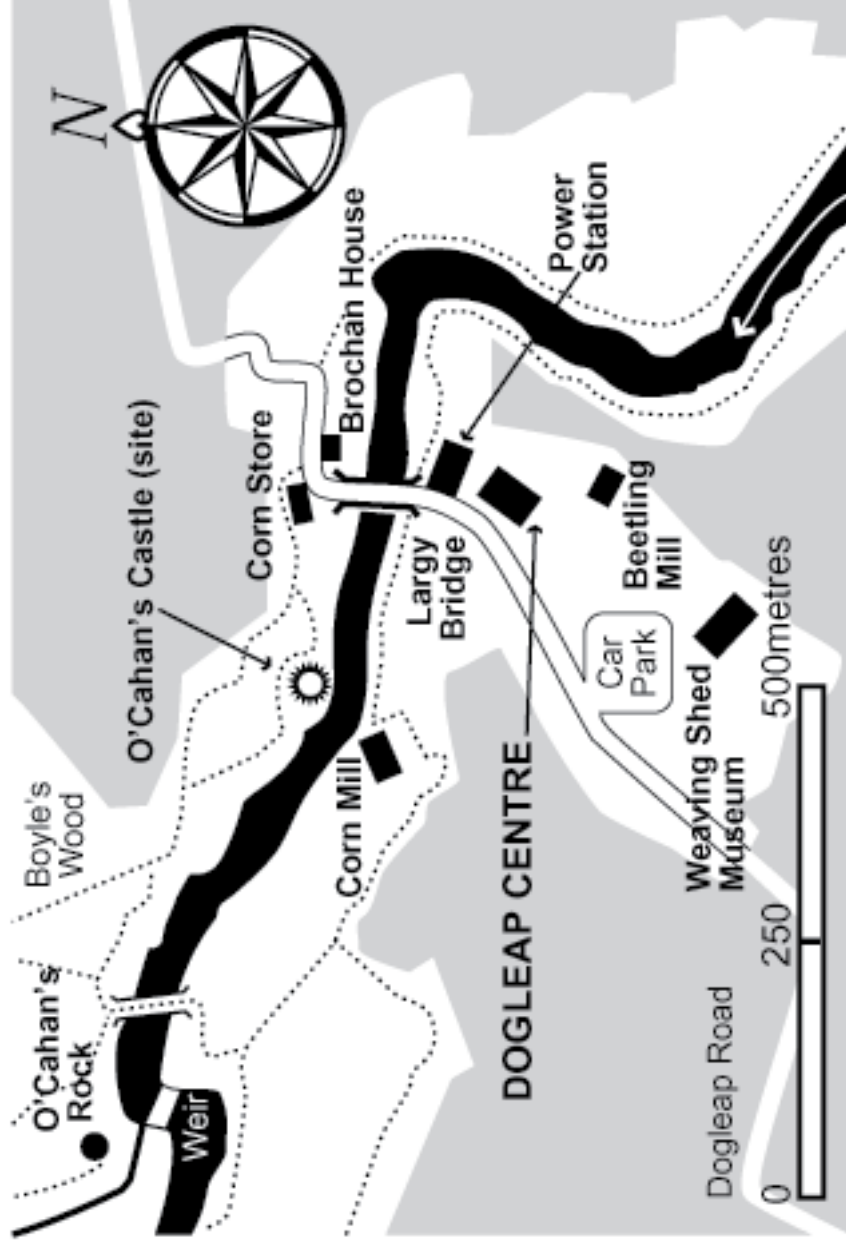 N
O'Cahan's
Rock
Boyle's
Wood
O'Cahan's Castle (site)
Corn Store
Brochan House
Weir
Corn Mill
Largy
Bridge
Power
Station
DOGLEAP CENTRE
Beetling
Mill
Car
Park
Weaving Shed
Museum
Dogleap Road
0
250
500metres